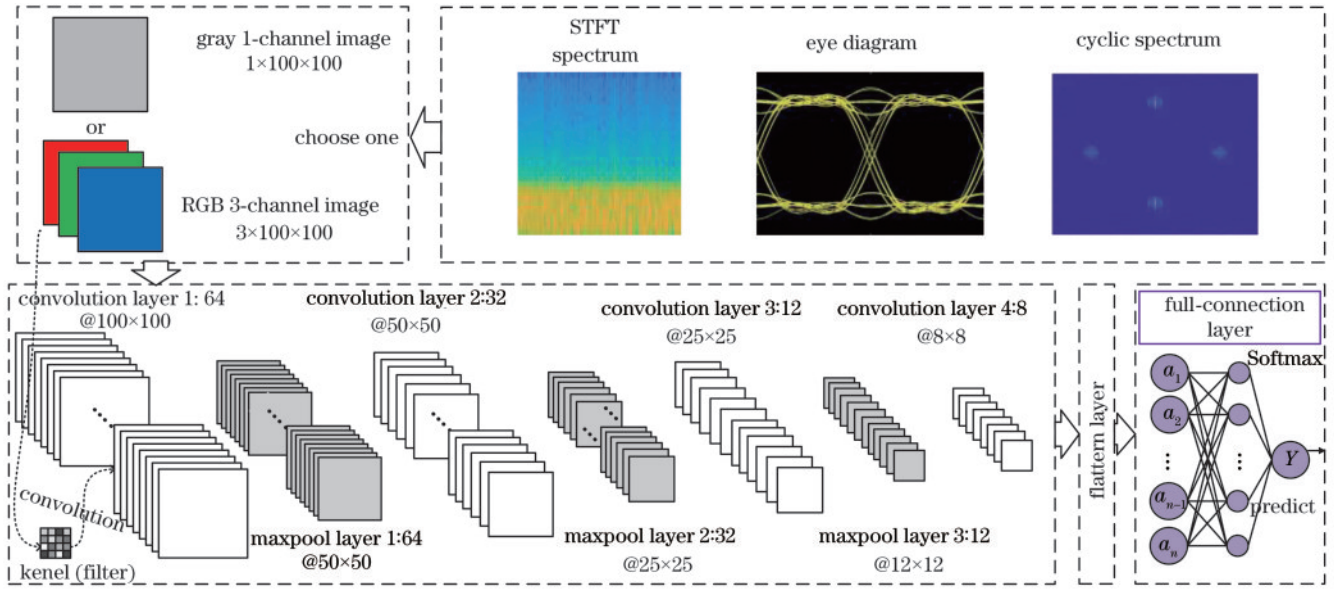 gray 1-channel image
1×100×100
or
choose one
RGB 3-channel image
3×100×100
STFT
spectrum
eye diagram
cyclic spectrum
convolution layer 1: 64
@100×100
convolution layer 2:32
@50×50
convolution layer 3:12
@25×25
convolution layer 4:8
@8×8
convolution
kenel (filter)
maxpool layer 1:64
@50×50
maxpool layer 2:32
@25×25
maxpool layer 3:12
@12×12
flattern layer
full-connection
layer
Softmax
a1
a2
⋮
⋮
an−1
an
Y
predict